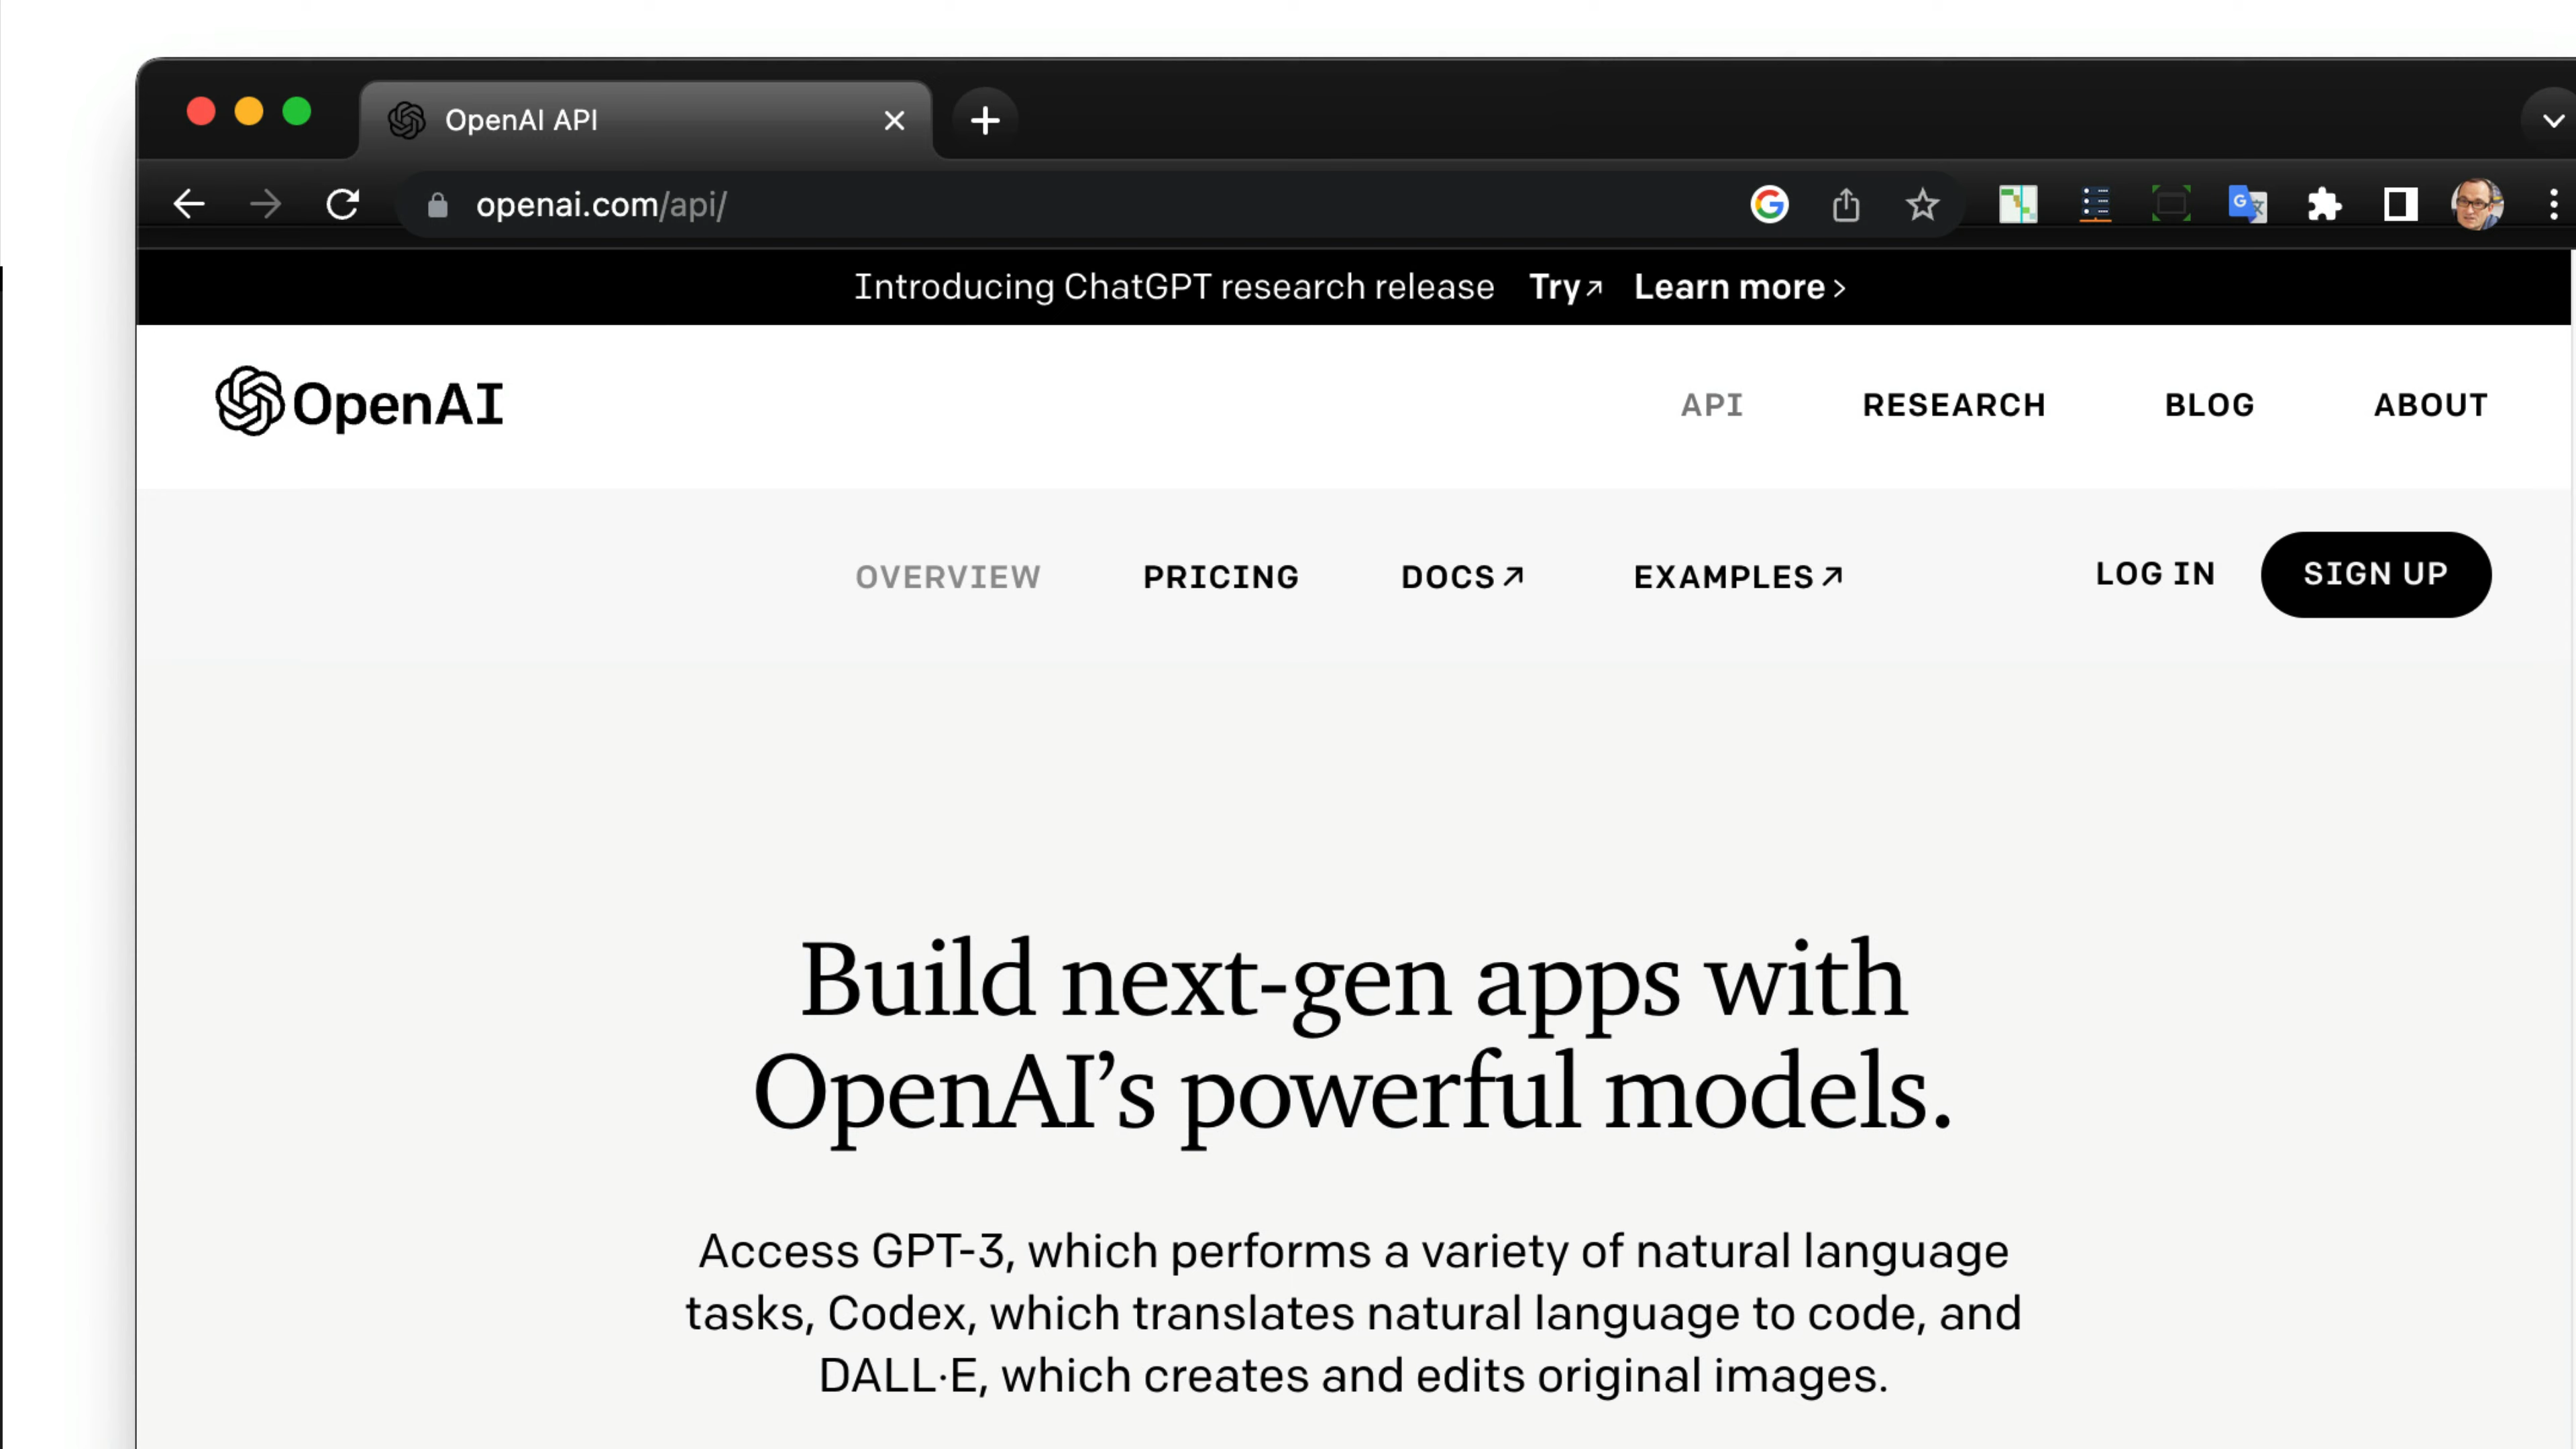 OpenAI API
openai.com/api/
Introducing ChatGPT research release Try↗ Learn more >
OpenAI
API RESEARCH BLOG ABOUT
OVERVIEW PRICING DOCS↗ EXAMPLES↗ LOG IN SIGN UP
Build next-gen apps with
OpenAI’s powerful models.
Access GPT-3, which performs a variety of natural language
tasks, Codex, which translates natural language to code, and
DALL·E, which creates and edits original images.